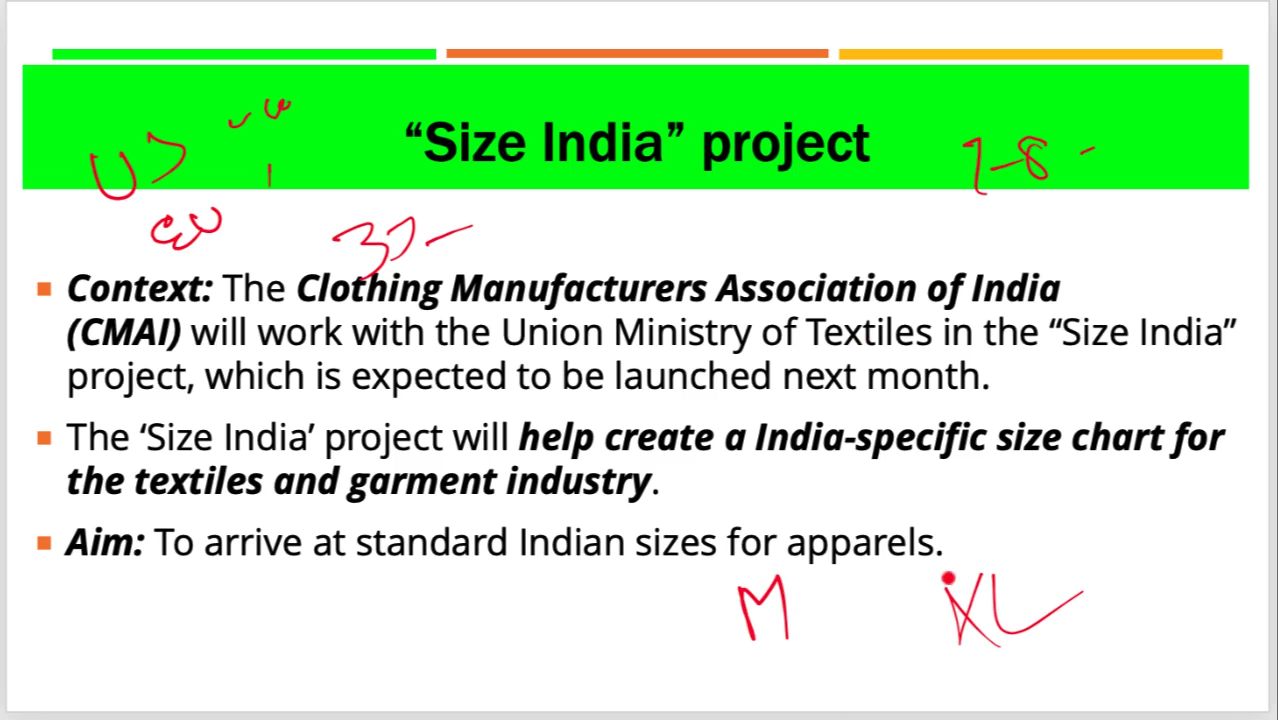 “Size India” project
7-8 -
Context: The Clothing Manufacturers Association of India
(CMAI) will work with the Union Ministry of Textiles in the “Size India”
project, which is expected to be launched next month.
The ‘Size India’ project will help create a India-specific size chart for
the textiles and garment industry.
Aim: To arrive at standard Indian sizes for apparels.
M XL